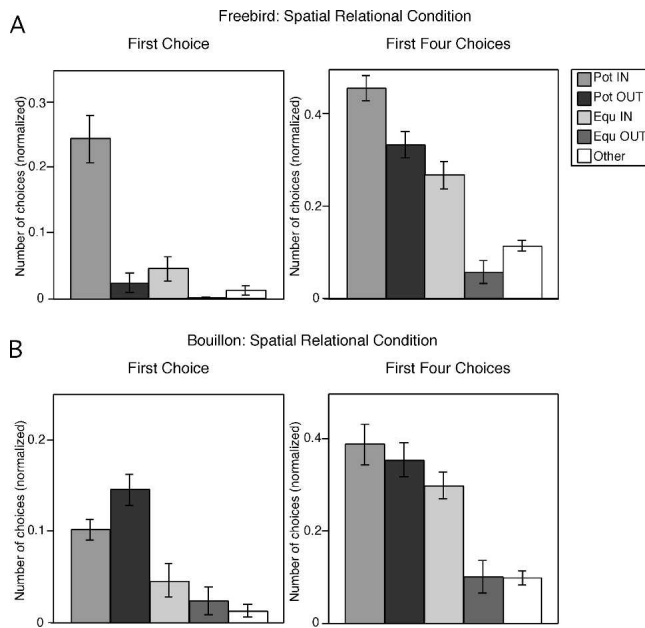 A
Freebird: Spatial Relational Condition
First Choice
First Four Choices
Number of choices (normalized)
0.3
0.2
0.1
0
Number of choices (normalized)
0.4
0.2
0
Pot IN
Pot OUT
Equ IN
Equ OUT
Other
B
Bouillon: Spatial Relational Condition
First Choice
First Four Choices
Number of choices (normalized)
0.2
0.1
0
Number of choices (normalized)
0.4
0.2
0